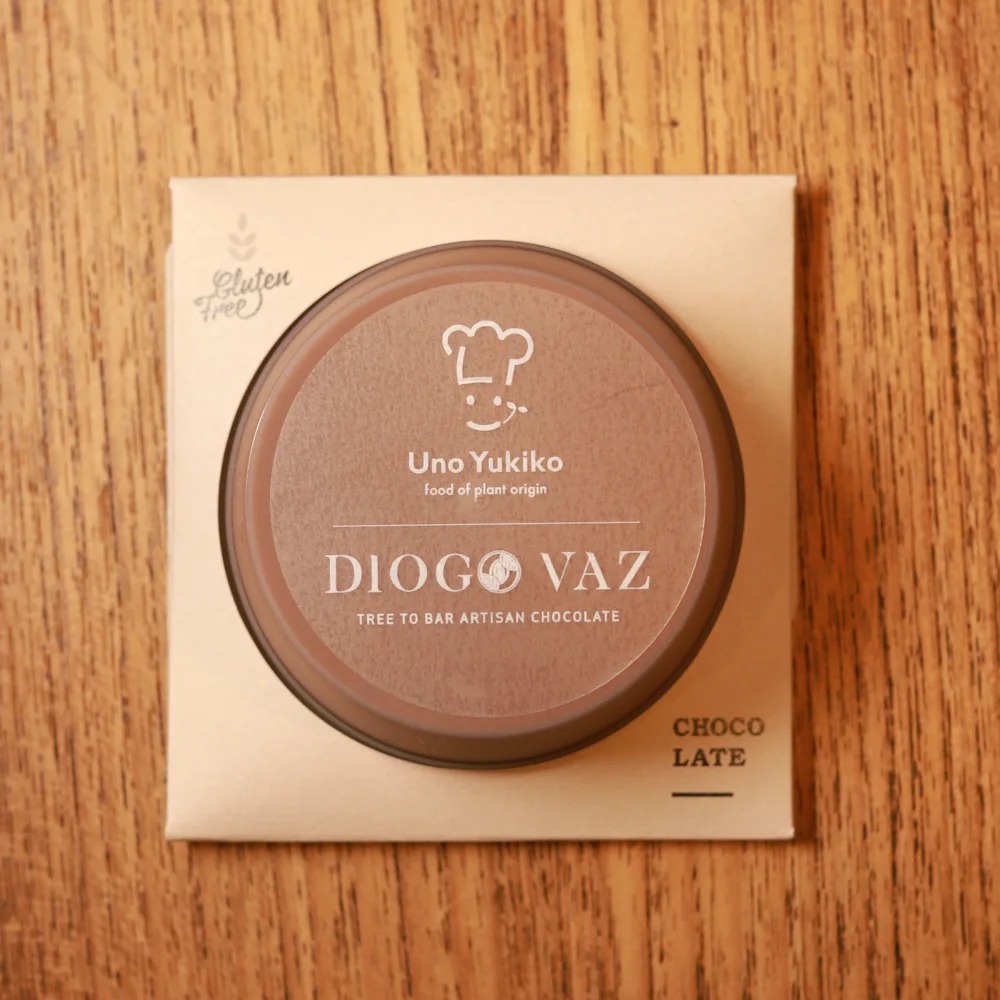 Gluten
Free
Uno Yukiko
food of plant origin
DIOGO VAZ
TREE TO BAR ARTISAN CHOCOLATE
CHOCO
LATE